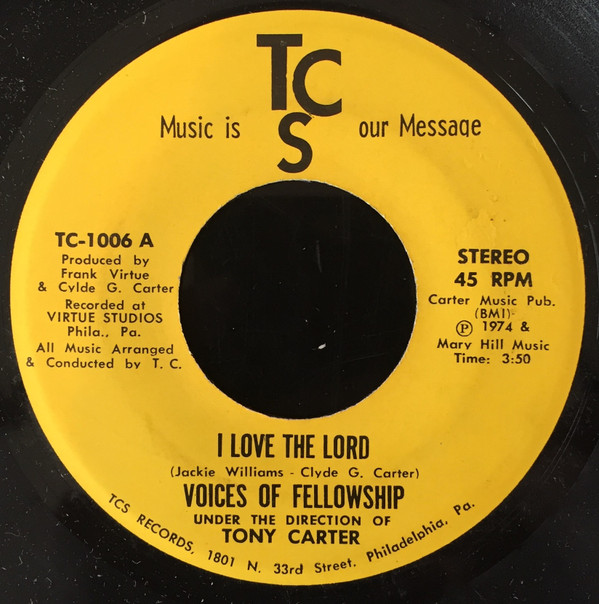 TCS
Music is our Message
TC-1006 A
Produced by
Frank Virtue
& Cylde G. Carter
Recorded at
VIRTUE STUDIOS
Phila., Pa.
All Music Arranged
& Conducted by T. C.
STEREO
45 RPM
Carter Music Pub.
(BMI)
Ⓟ 1974 &
Mary Hill Music
Time: 3:50
I LOVE THE LORD
(Jackie Williams - Clyde G. Carter)
VOICES OF FELLOWSHIP
UNDER THE DIRECTION OF
TONY CARTER
TCS RECORDS, 1801 N. 33rd Street, Philadelphia, Pa.